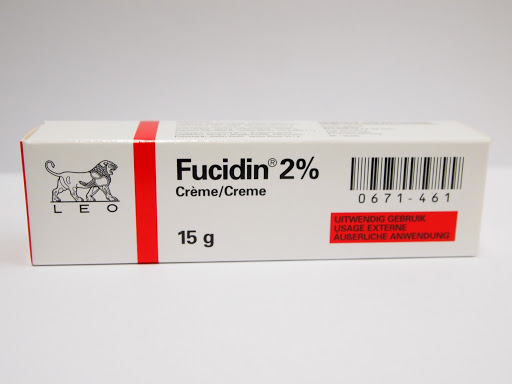 LEO
Fucidin® 2%
Crème/Creme
15 g
0671-461
UITWENDIG GEBRUIK
USAGE EXTERNE
ÄUßERLICHE ANWENDUNG